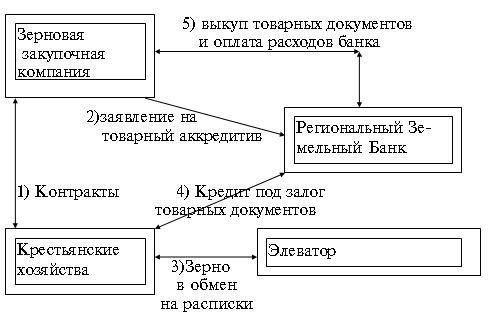 5) выкуп товарных документов
и оплата расходов банка
Зерновая
закупочная
компания
2)заявление на
товарный аккредитив
Региональный Зе-
мельный Банк
1) Контракты
4) Кредит под залог
товарных документов
Крестьянские
хозяйства
3)Зерно
в обмен
на расписки
Элеватор